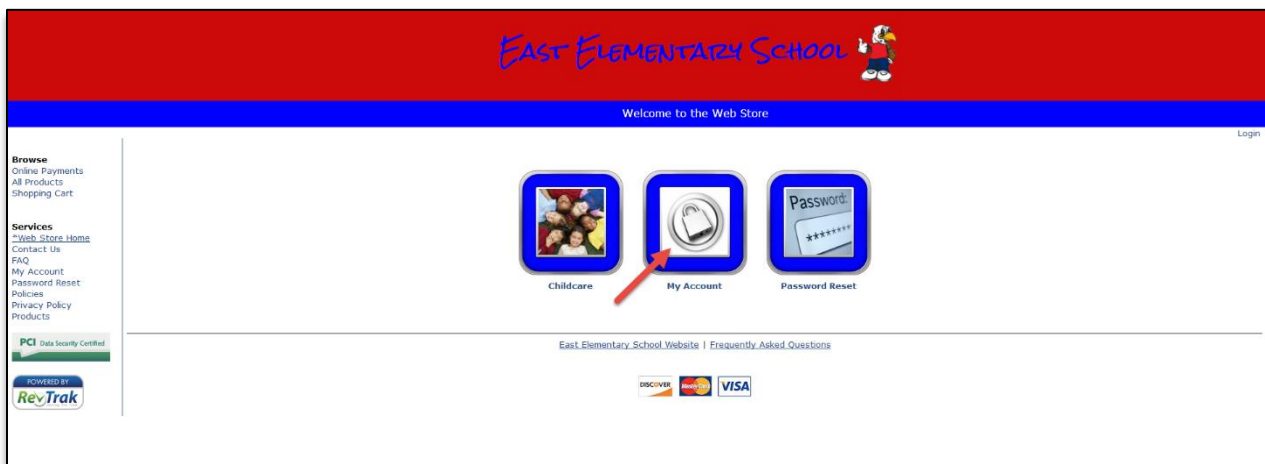 EAST ELEMENTARY SCHOOL
Welcome to the Web Store
Login
Browse
Online Payments
All Products
Shopping Cart
Services
*Web Store Home
Contact Us
FAQ
My Account
Password Reset
Policies
Privacy Policy
Products
PCI Data Security Certified
POWERED BY
RevTrak
Password:
********
Childcare
My Account
Password Reset
East Elementary School Website | Frequently Asked Questions
DISCOVER
MasterCard
VISA